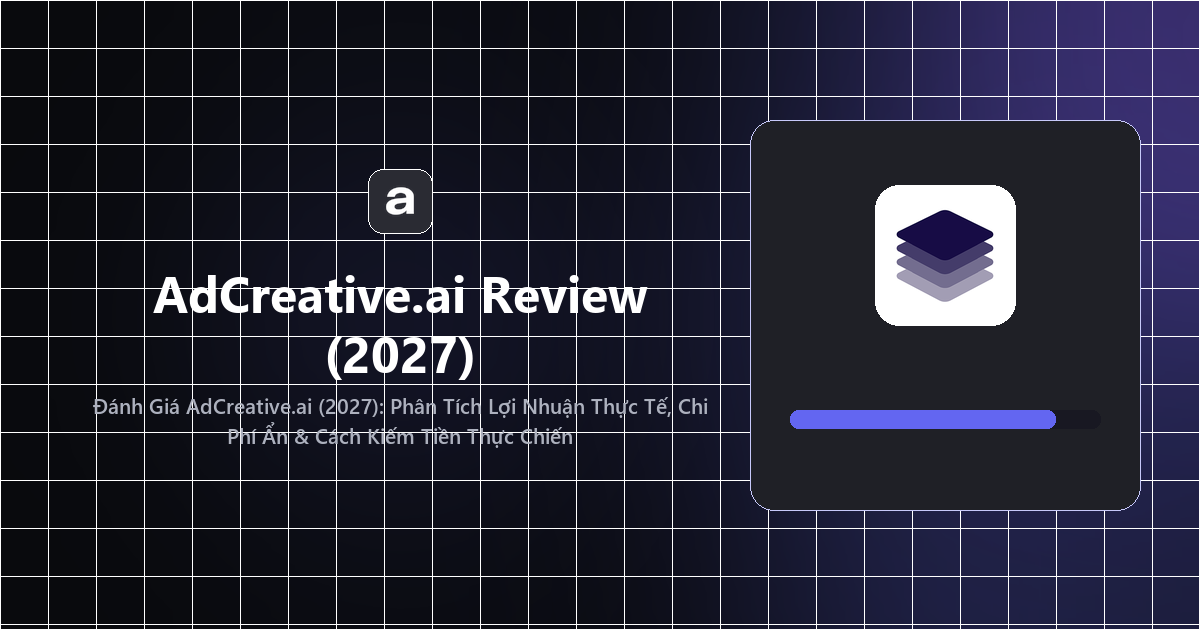 a
AdCreative.ai Review
(2027)
Đánh Giá AdCreative.ai (2027): Phân Tích Lợi Nhuận Thực Tế, Chi
Phí Ẩn & Cách Kiếm Tiền Thực Chiến